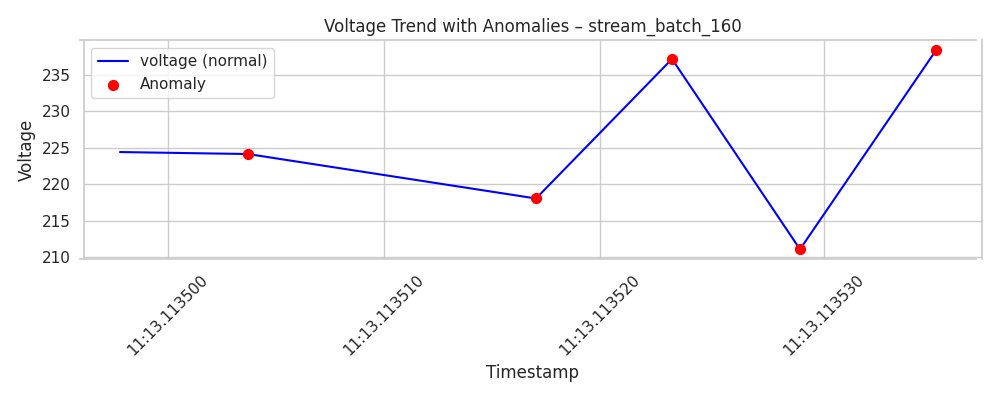 Voltage Trend with Anomalies – stream_batch_160
voltage (normal)
Anomaly
Voltage
235
230
225
220
215
210
11:13.113500
11:13.113510
11:13.113520
11:13.113530
Timestamp